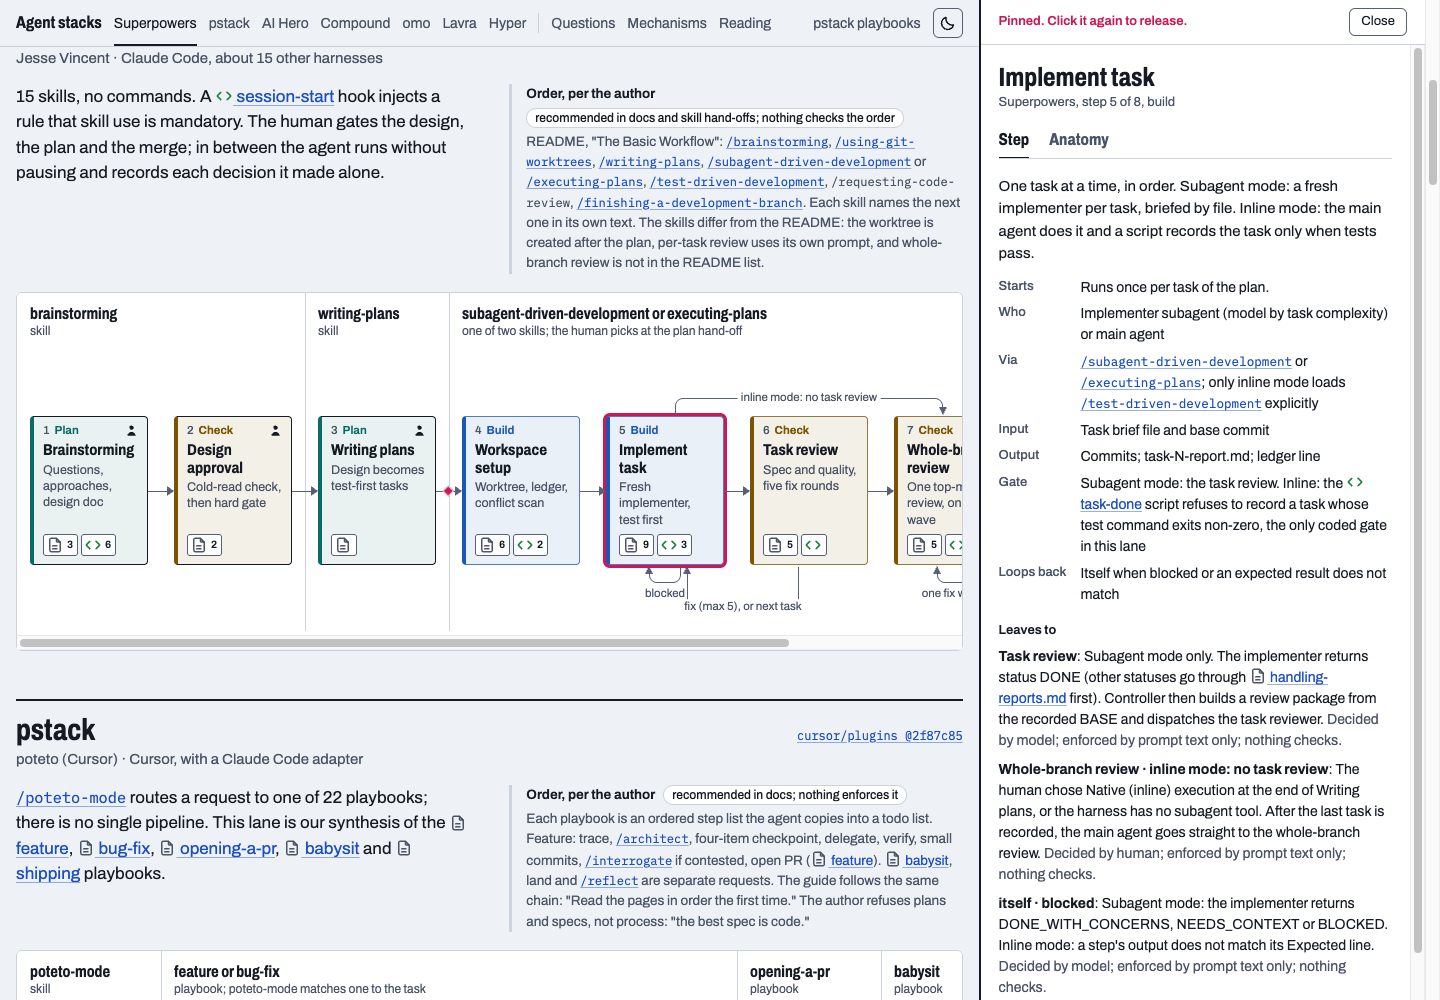 Agent stacks Superpowers pstack AI Hero Compound omo Lavra Hyper Questions Mechanisms Reading pstack playbooks
Jesse Vincent · Claude Code, about 15 other harnesses
15 skills, no commands. A session-start hook injects a
rule that skill use is mandatory. The human gates the design,
the plan and the merge; in between the agent runs without
pausing and records each decision it made alone.
Order, per the author
recommended in docs and skill hand-offs; nothing checks the order
README, "The Basic Workflow": /brainstorming, /using-git-
worktrees, /writing-plans, /subagent-driven-development or
/executing-plans, /test-driven-development, /requesting-code-
review, /finishing-a-development-branch. Each skill names the next
one in its own text. The skills differ from the README: the worktree is
created after the plan, per-task review uses its own prompt, and whole-
branch review is not in the README list.
brainstorming
skill
writing-plans
skill
subagent-driven-development or executing-plans
one of two skills; the human picks at the plan hand-off
inline mode: no task review
1 Plan
Brainstorming
Questions,
approaches,
design doc
3 6
2 Check
Design
approval
Cold-read check,
then hard gate
2
3 Plan
Writing plans
Design becomes
test-first tasks
4 Build
Workspace
setup
Worktree, ledger,
conflict scan
6 2
5 Build
Implement
task
Fresh
implementer,
test first
9 3
6 Check
Task review
Spec and quality,
five fix rounds
5
7 Check
Whole-b
review
One top-m
review, on
wave
5
blocked
fix (max 5), or next task
one fix w
pstack
cursor/plugins @2f87c85
poteto (Cursor) · Cursor, with a Claude Code adapter
/poteto-mode routes a request to one of 22 playbooks;
there is no single pipeline. This lane is our synthesis of the
feature, bug-fix, opening-a-pr, babysit and
shipping playbooks.
Order, per the author recommended in docs; nothing enforces it
Each playbook is an ordered step list the agent copies into a todo list.
Feature: trace, /architect, four-item checkpoint, delegate, verify, small
commits, /interrogate if contested, open PR ( feature). babysit,
land and /reflect are separate requests. The guide follows the same
chain: "Read the pages in order the first time." The author refuses plans
and specs, not process: "the best spec is code."
poteto-mode
skill
feature or bug-fix
playbook; poteto-mode matches one to the task
opening-a-pr
playbook
babysit
playbook
Pinned. Click it again to release.
Close
Implement task
Superpowers, step 5 of 8, build
Step Anatomy
One task at a time, in order. Subagent mode: a fresh
implementer per task, briefed by file. Inline mode: the main
agent does it and a script records the task only when tests
pass.
Starts Runs once per task of the plan.
Who Implementer subagent (model by task complexity)
or main agent
Via /subagent-driven-development or
/executing-plans; only inline mode loads
/test-driven-development explicitly
Input Task brief file and base commit
Output Commits; task-N-report.md; ledger line
Gate Subagent mode: the task review. Inline: the
task-done script refuses to record a task whose
test command exits non-zero, the only coded gate
in this lane
Loops back Itself when blocked or an expected result does not
match
Leaves to
Task review: Subagent mode only. The implementer returns
status DONE (other statuses go through handling-
reports.md first). Controller then builds a review package from
the recorded BASE and dispatches the task reviewer. Decided
by model; enforced by prompt text only; nothing checks.
Whole-branch review · inline mode: no task review: The
human chose Native (inline) execution at the end of Writing
plans, or the harness has no subagent tool. After the last task is
recorded, the main agent goes straight to the whole-branch
review. Decided by human; enforced by prompt text only;
nothing checks.
itself · blocked: Subagent mode: the implementer returns
DONE_WITH_CONCERNS, NEEDS_CONTEXT or BLOCKED.
Inline mode: a step's output does not match its Expected line.
Decided by model; enforced by prompt text only; nothing
checks.